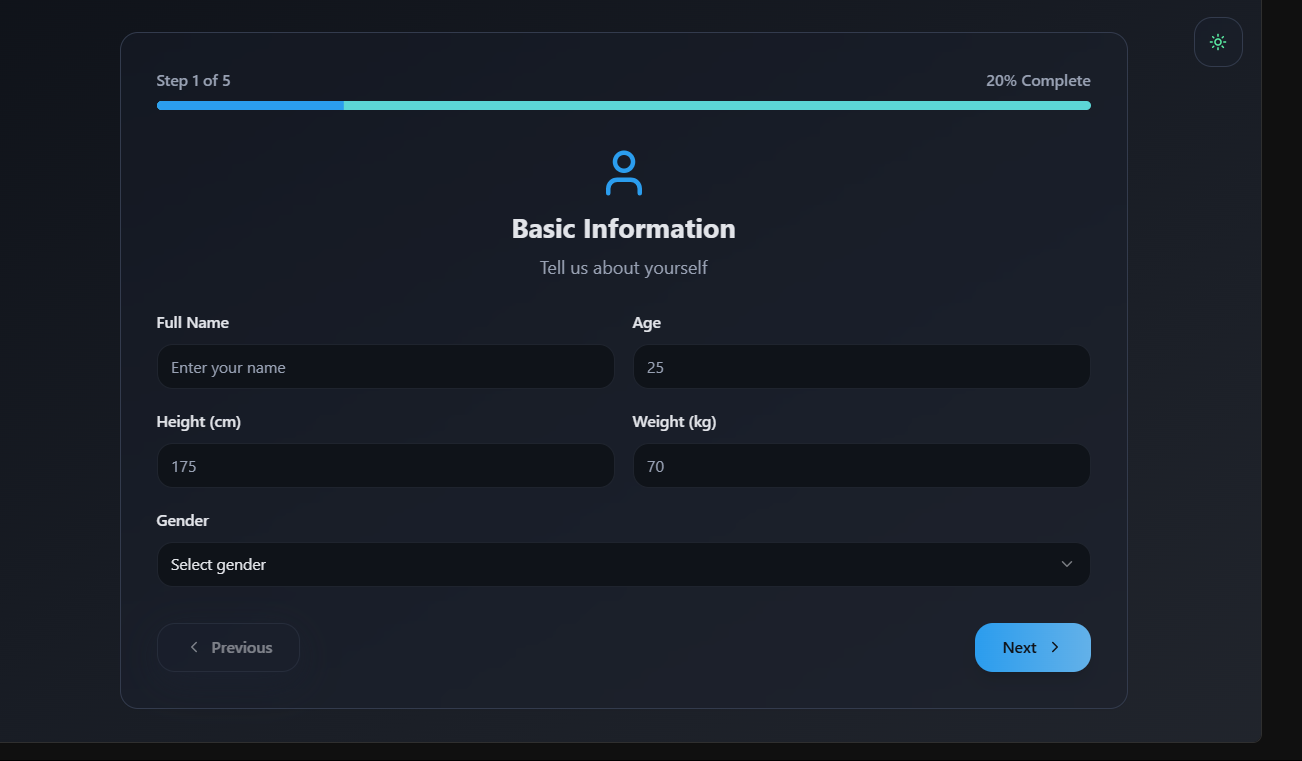 Step 1 of 5 20% Complete
Basic Information
Tell us about yourself
Full Name Age
Enter your name 25
Height (cm) Weight (kg)
175 70
Gender
Select gender
Previous Next